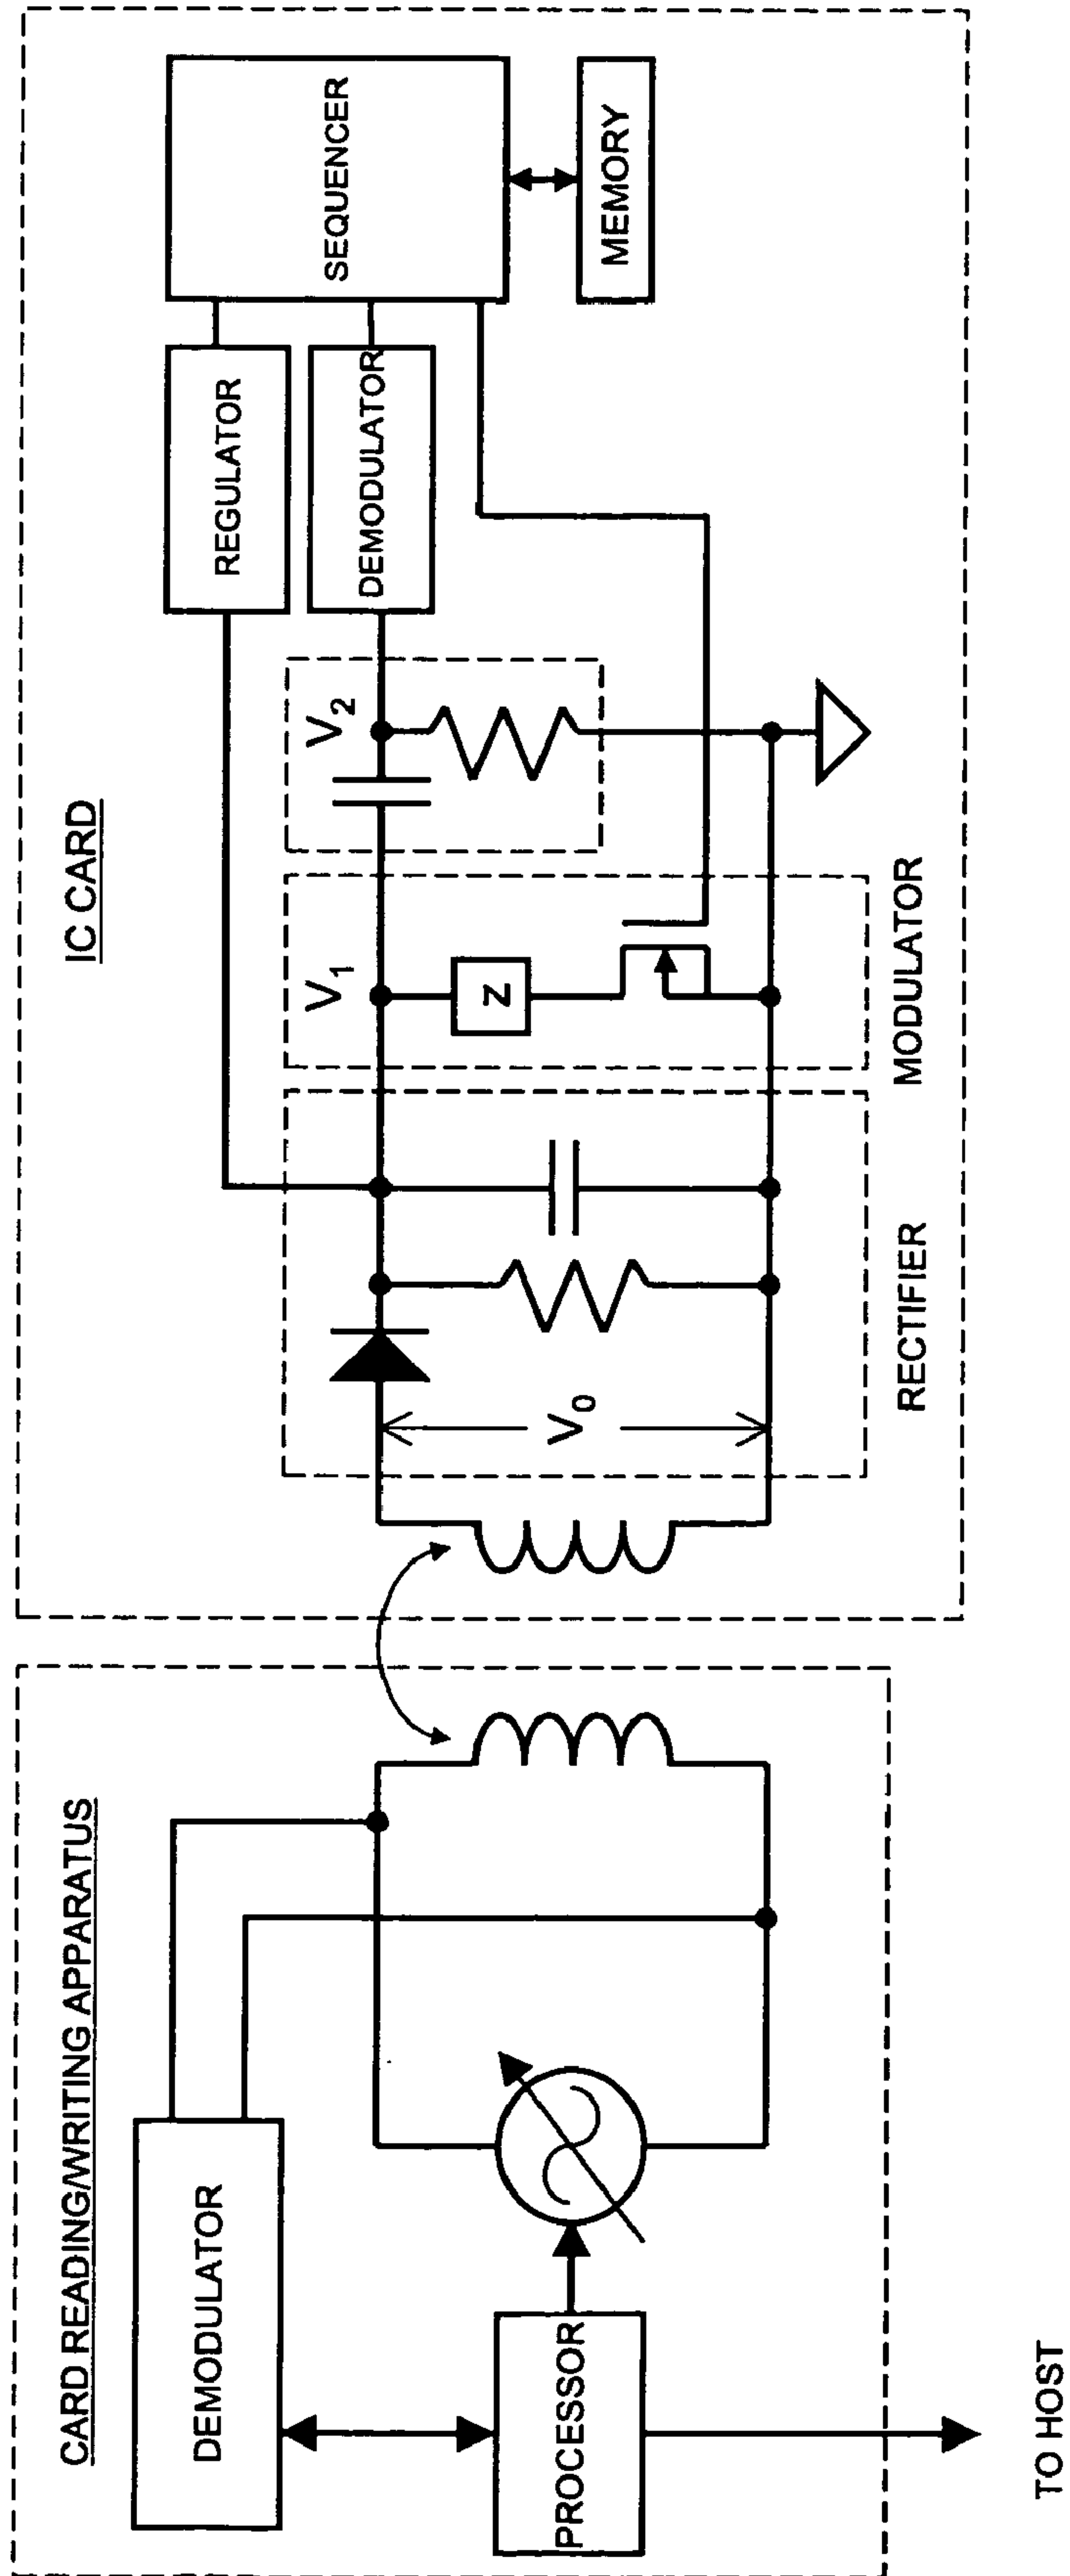 CARD READING/WRITING APPARATUS
DEMODULATOR
PROCESSOR
TO HOST
IC CARD
V0
RECTIFIER
V1
Z
MODULATOR
V2
REGULATOR
DEMODULATOR
SEQUENCER
MEMORY